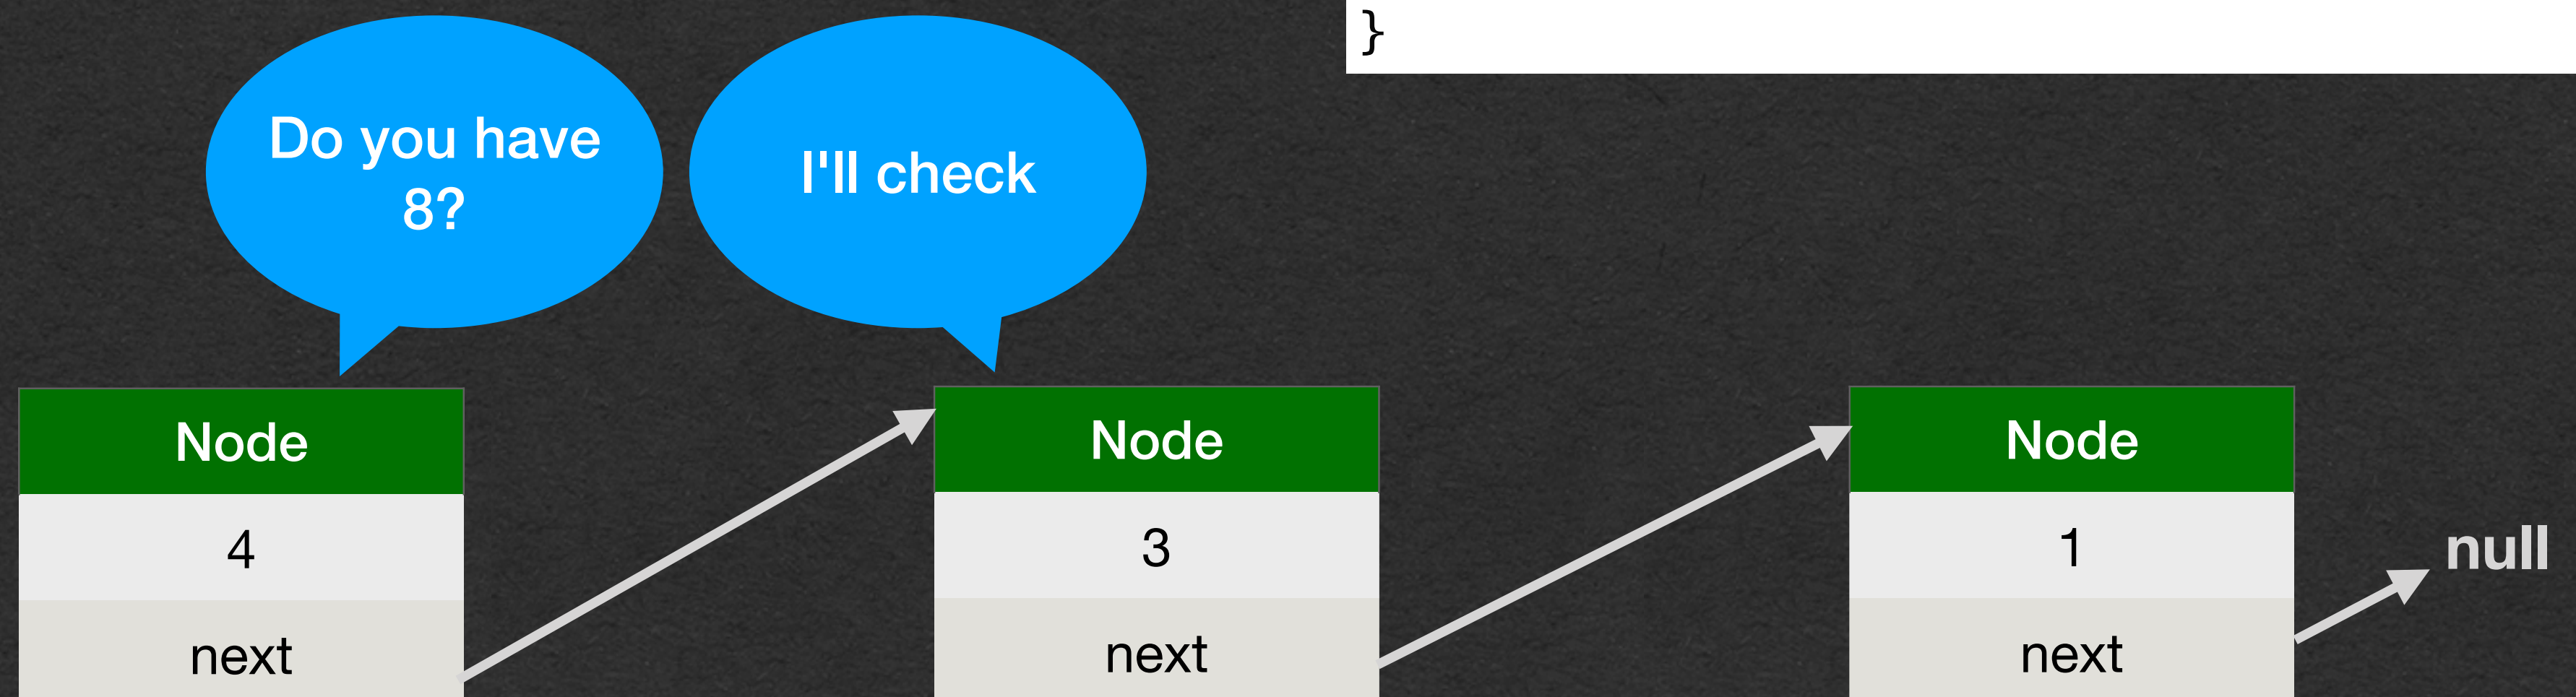 }
Do you have
8?
I'll check
Node
4
next
Node
3
next
Node
1
next
null